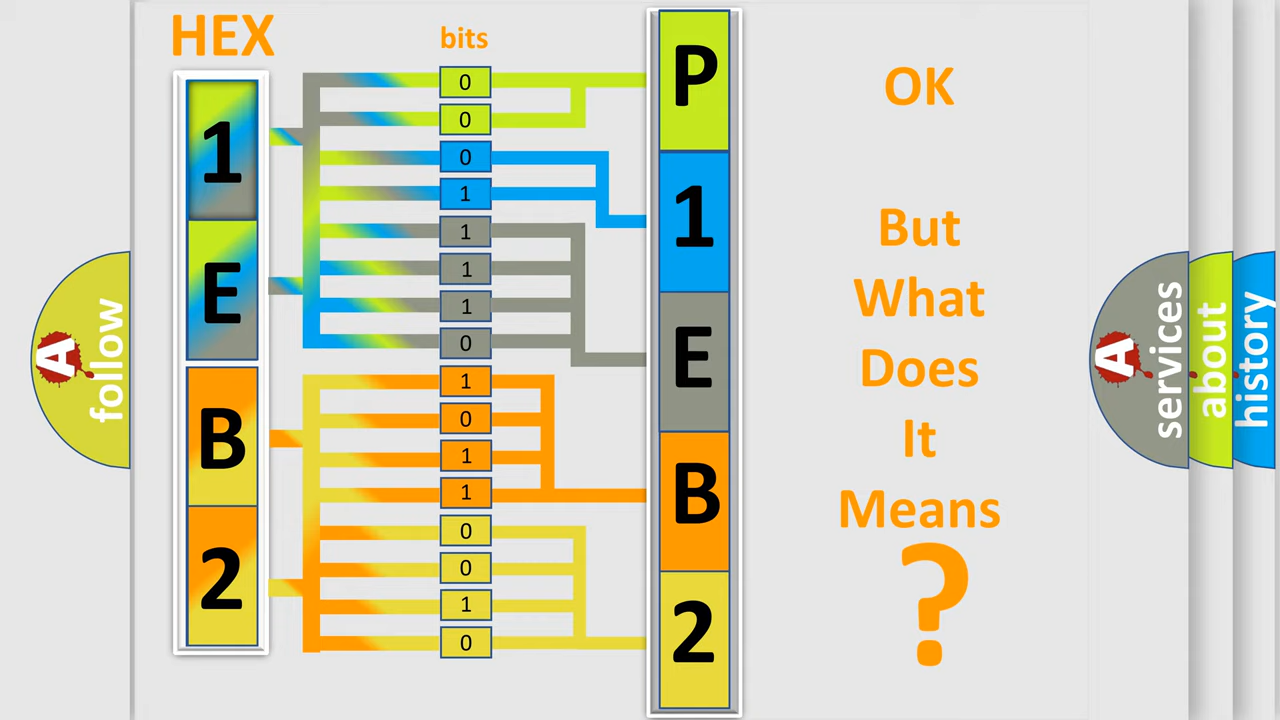 HEX
bits
1
E
B
2
0
0
0
1
1
1
1
0
1
0
1
1
0
0
1
0
P
1
E
B
2
OK
But
What
Does
It
Means
?
A
follow
A
services
about
history